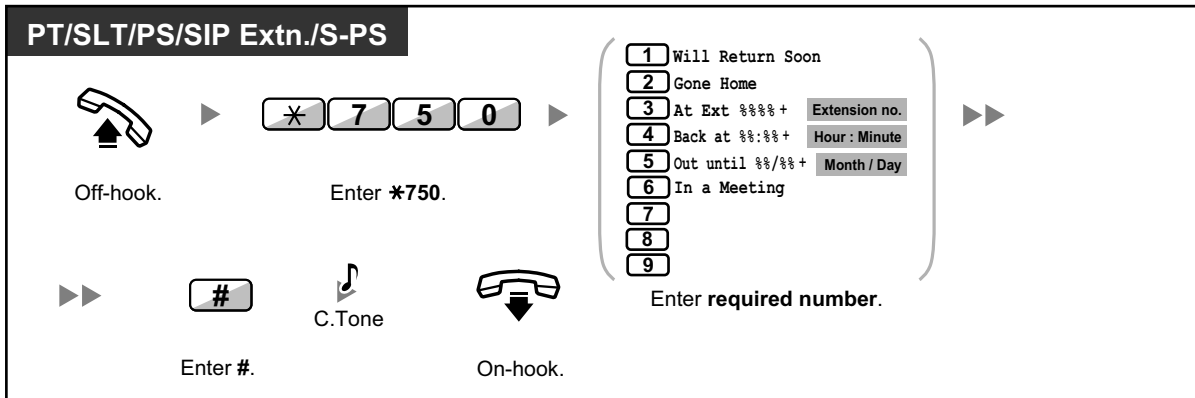 PT/SLT/PS/SIP Extn./S-PS
Off-hook.
* 7 5 0
Enter *750.
1 Will Return Soon
2 Gone Home
3 At Ext %%%% + Extension no.
4 Back at %%:%% + Hour : Minute
5 Out until %%/%% + Month / Day
6 In a Meeting
7
8
9
Enter required number.
#
Enter #.
C.Tone
On-hook.